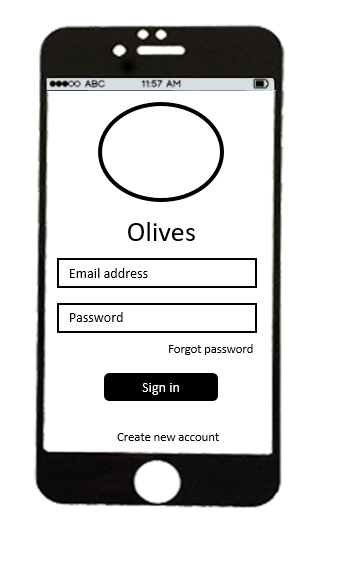 ABC 11:57 AM
Olives
Email address
Password
Forgot password
Sign in
Create new account